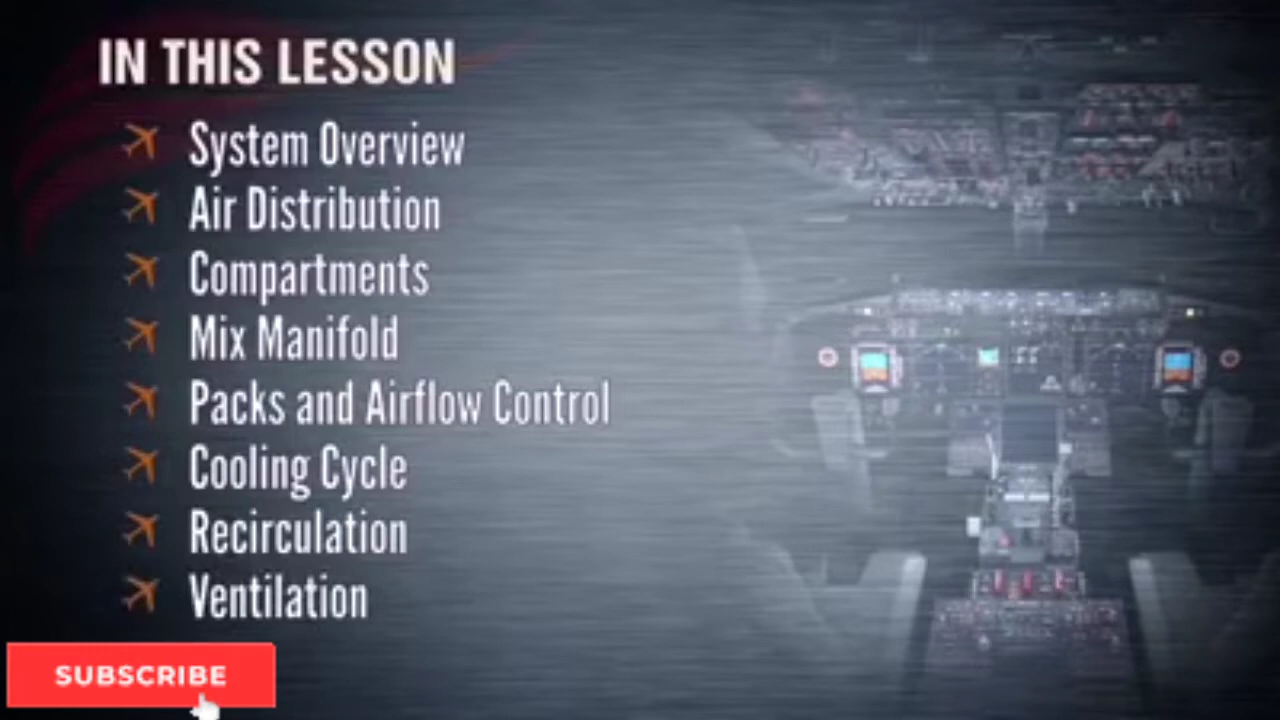 IN THIS LESSON
System Overview
Air Distribution
Compartments
Mix Manifold
Packs and Airflow Control
Cooling Cycle
Recirculation
Ventilation
SUBSCRIBE